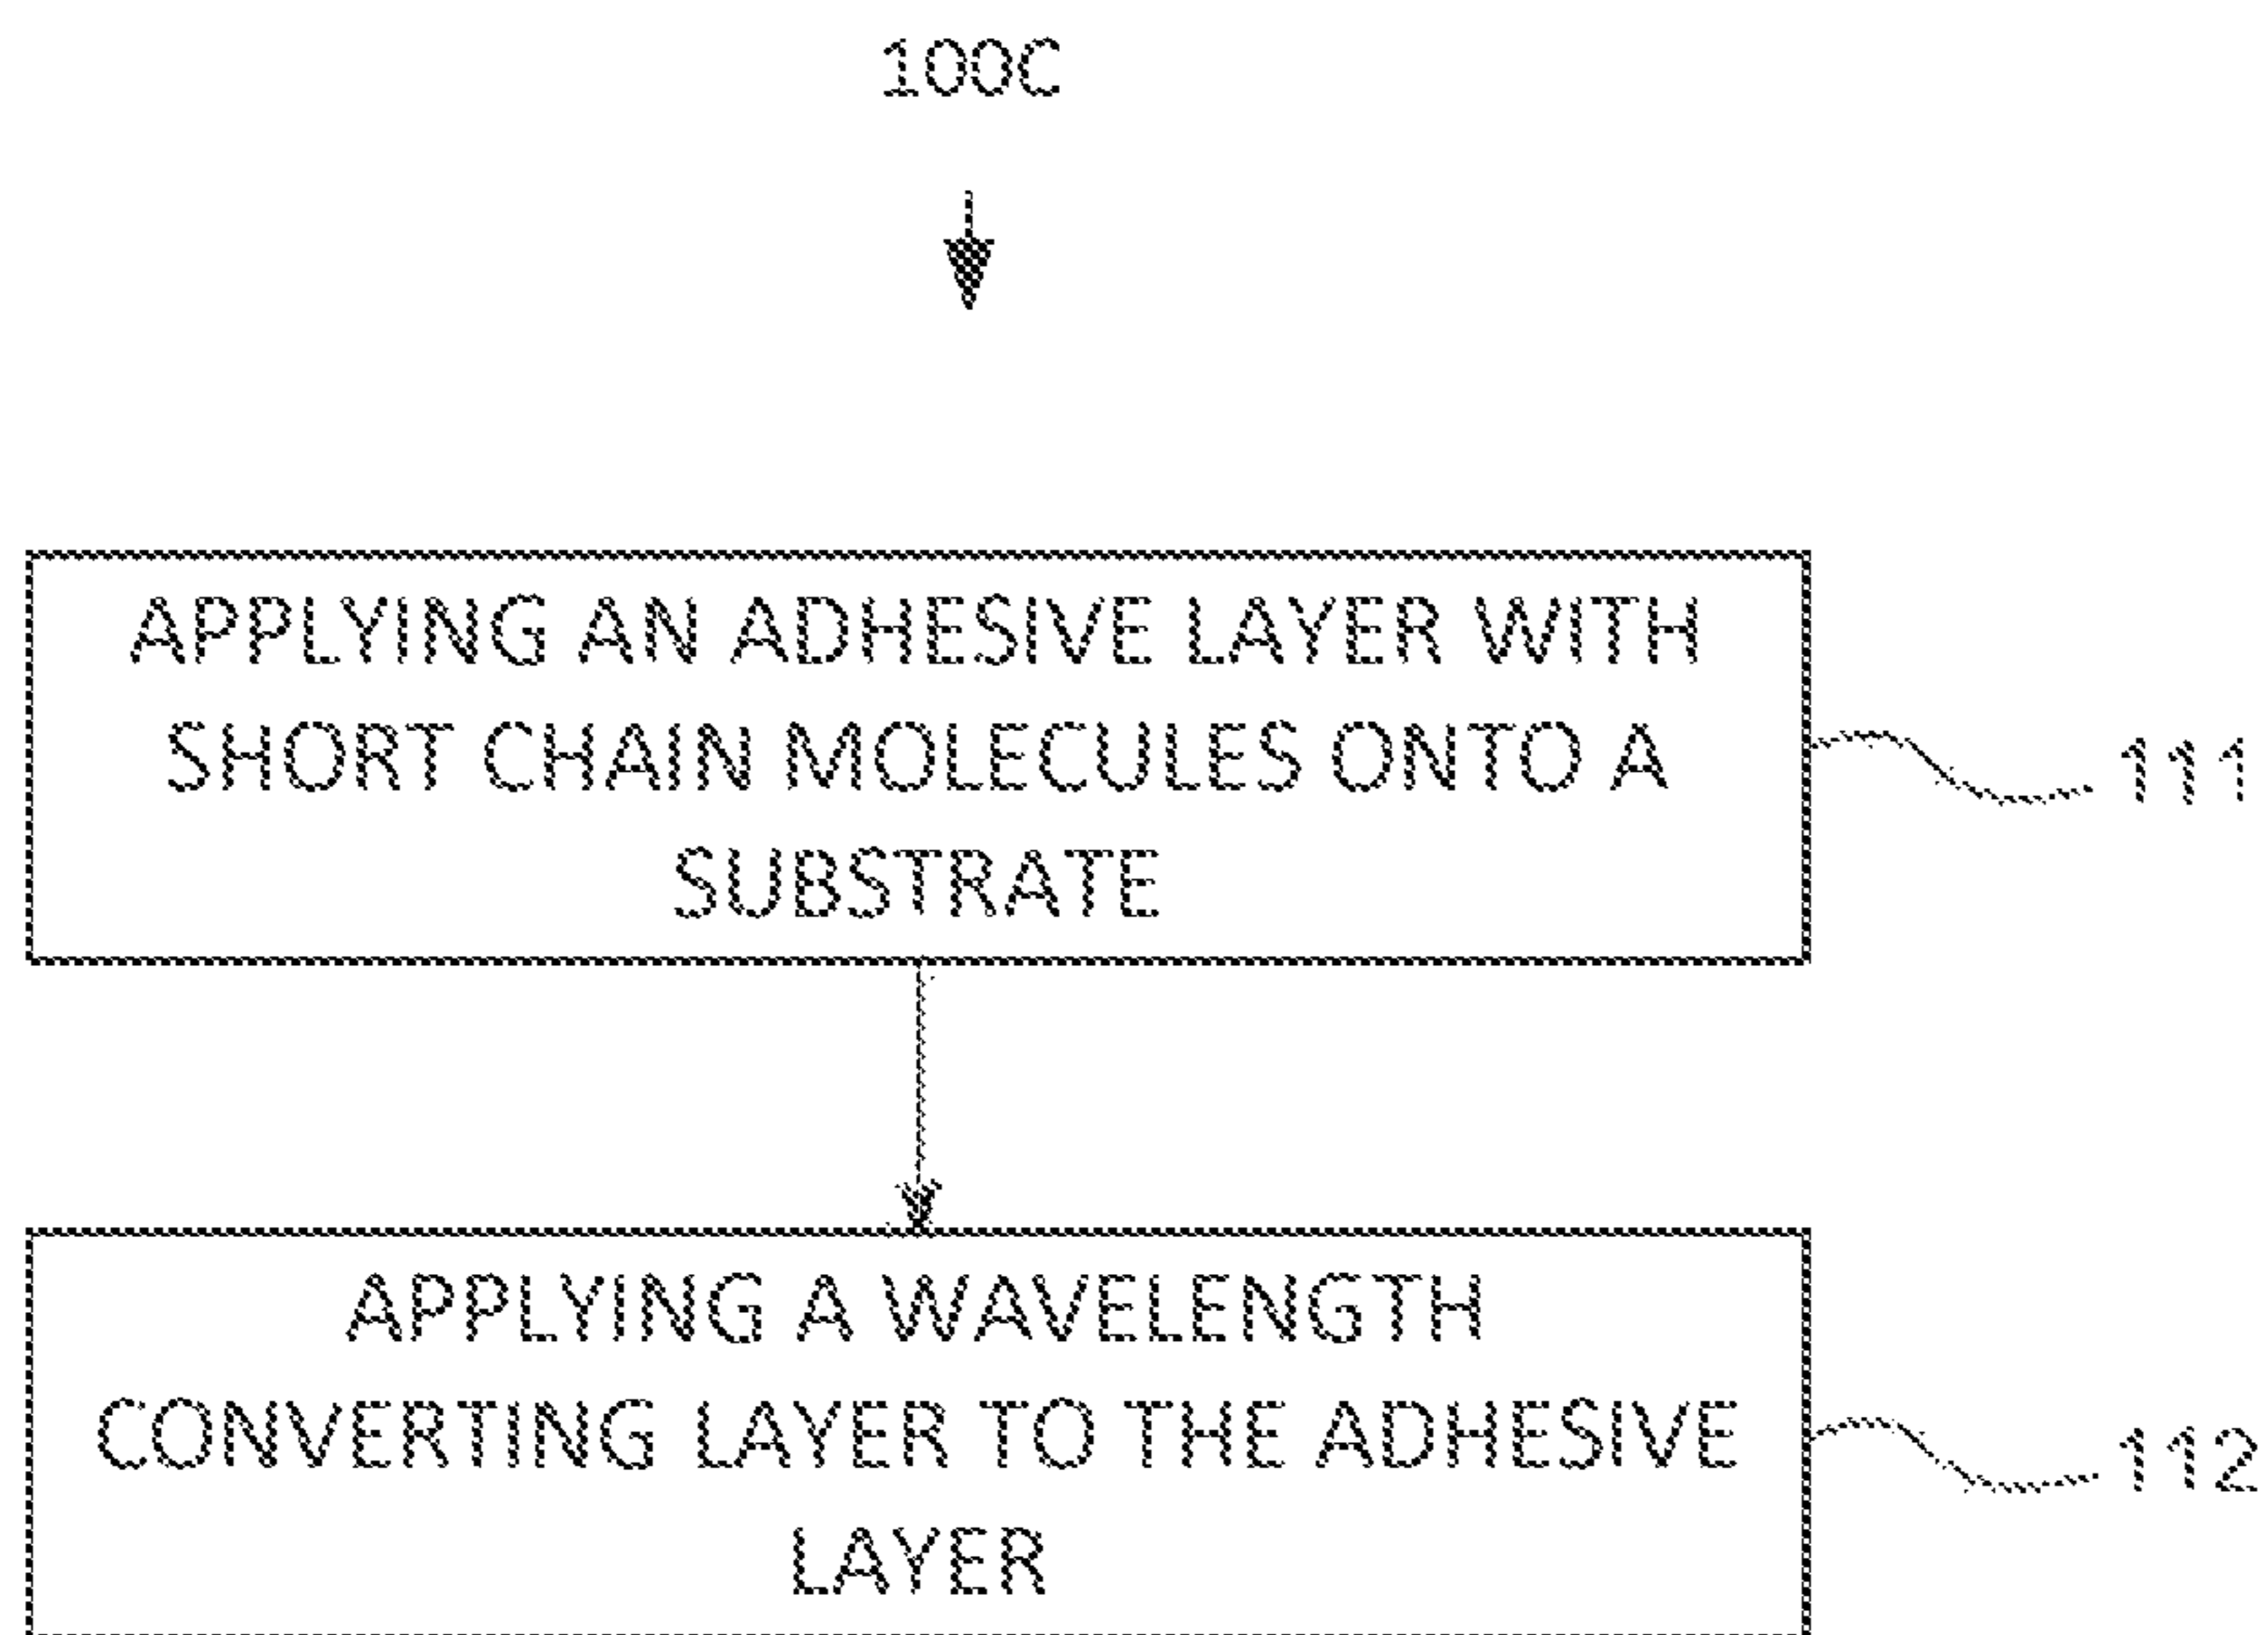 100C
APPLYING AN ADHESIVE LAYER WITH
SHORT CHAIN MOLECULES ONTO A
SUBSTRATE
111
APPLYING A WAVELENGTH
CONVERTING LAYER TO THE ADHESIVE
LAYER
112